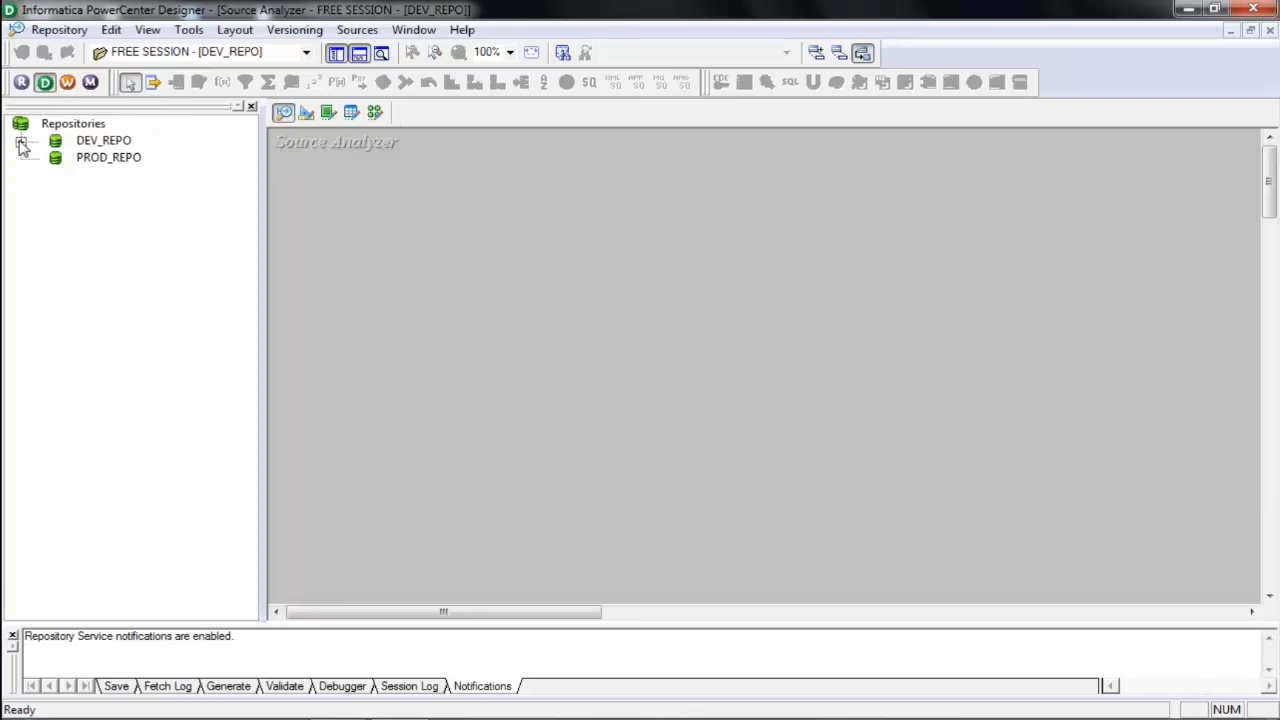 Informatica PowerCenter Designer - [Source Analyzer - FREE SESSION - [DEV_REPO]]
Repository Edit View Tools Layout Versioning Sources Window Help
FREE SESSION - [DEV_REPO] 100%
R D W M f(x) Σ P(n) SQ SQL U
Repositories
DEV_REPO
PROD_REPO
Source Analyzer
Repository Service notifications are enabled.
Save Fetch Log Generate Validate Debugger Session Log Notifications
Ready NUM